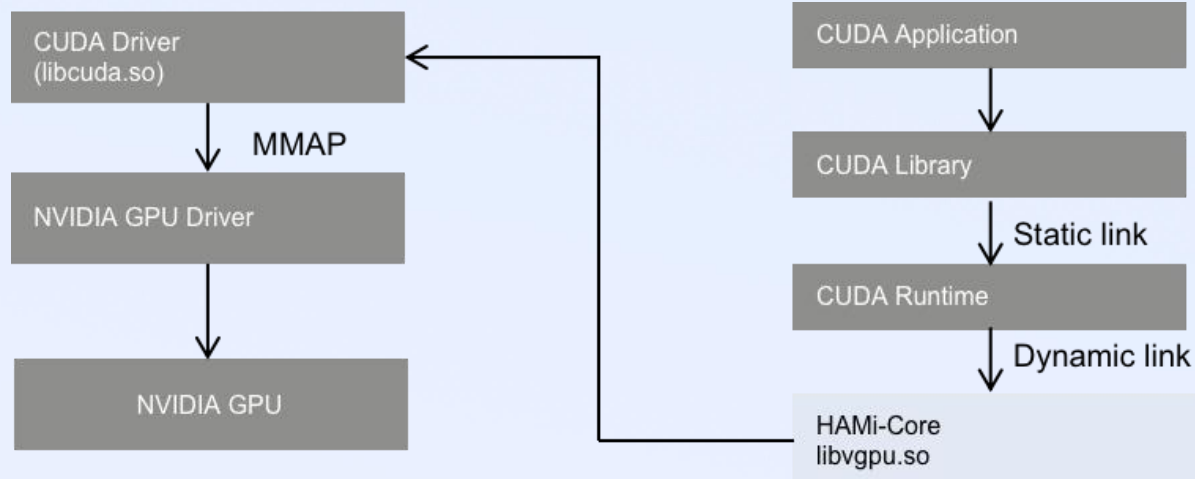 CUDA Driver
(libcuda.so)
MMAP
NVIDIA GPU Driver
NVIDIA GPU
CUDA Application
CUDA Library
Static link
CUDA Runtime
Dynamic link
HAMi-Core
libvgpu.so